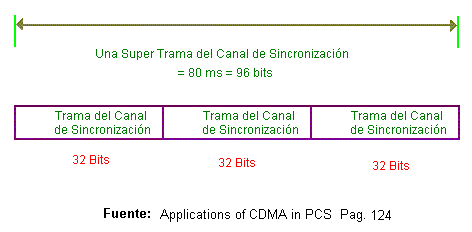 Una Super Trama del Canal de Sincronización
= 80 ms = 96 bits
Trama del Canal
de Sincronización
Trama del Canal
de Sincronización
Trama del Canal
de Sincronización
32 Bits
32 Bits
32 Bits
Fuente: Applications of CDMA in PCS Pag. 124